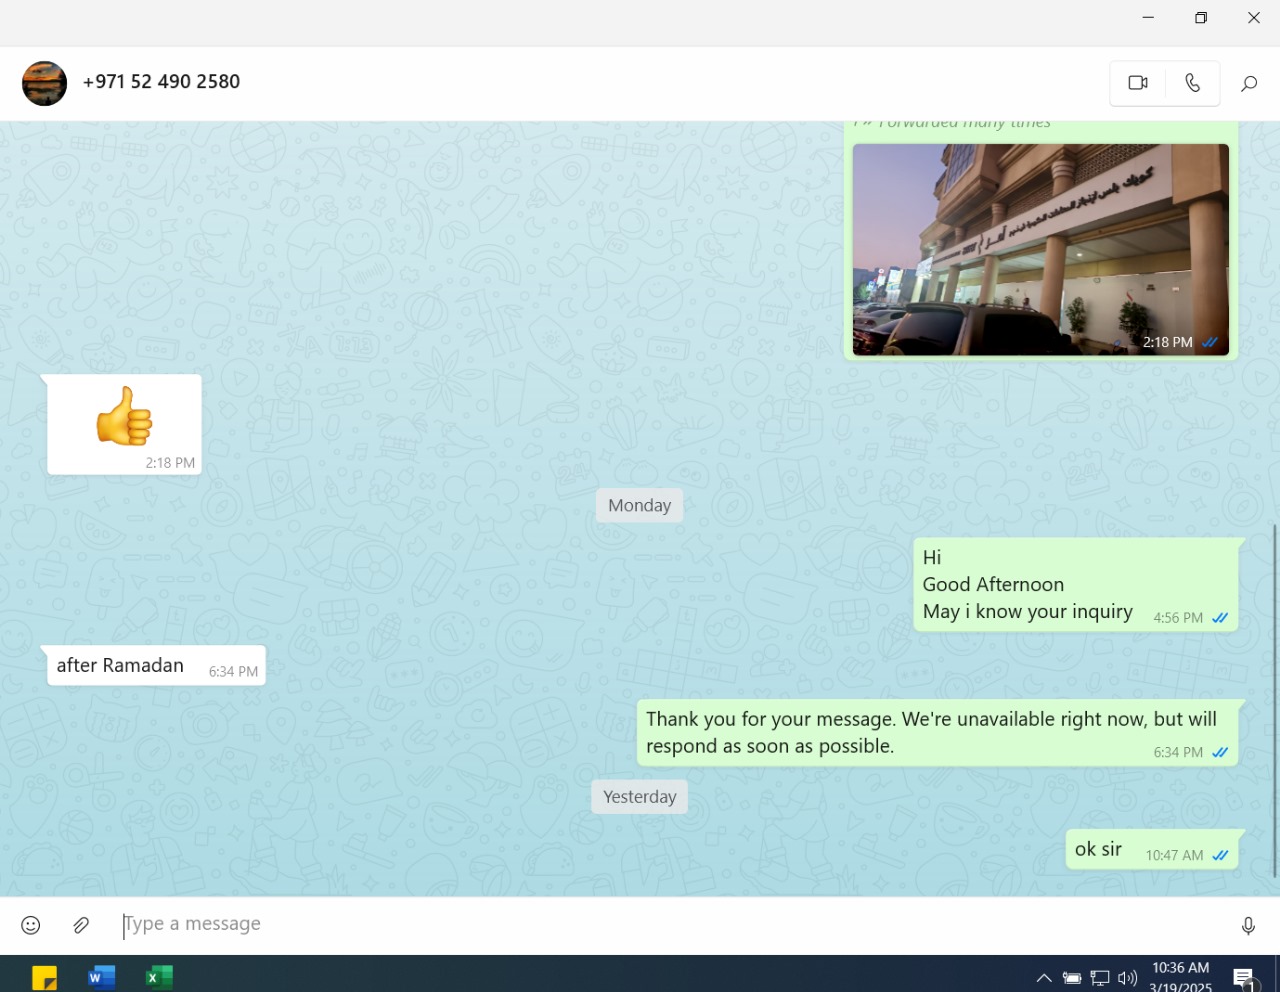 +971 52 490 2580
Forwarded many times
2:18 PM
2:18 PM
Monday
Hi
Good Afternoon
May i know your inquiry 4:56 PM
after Ramadan 6:34 PM
Thank you for your message. We're unavailable right now, but will
respond as soon as possible.
6:34 PM
Yesterday
ok sir 10:47 AM
Type a message
10:36 AM
3/19/2025
1